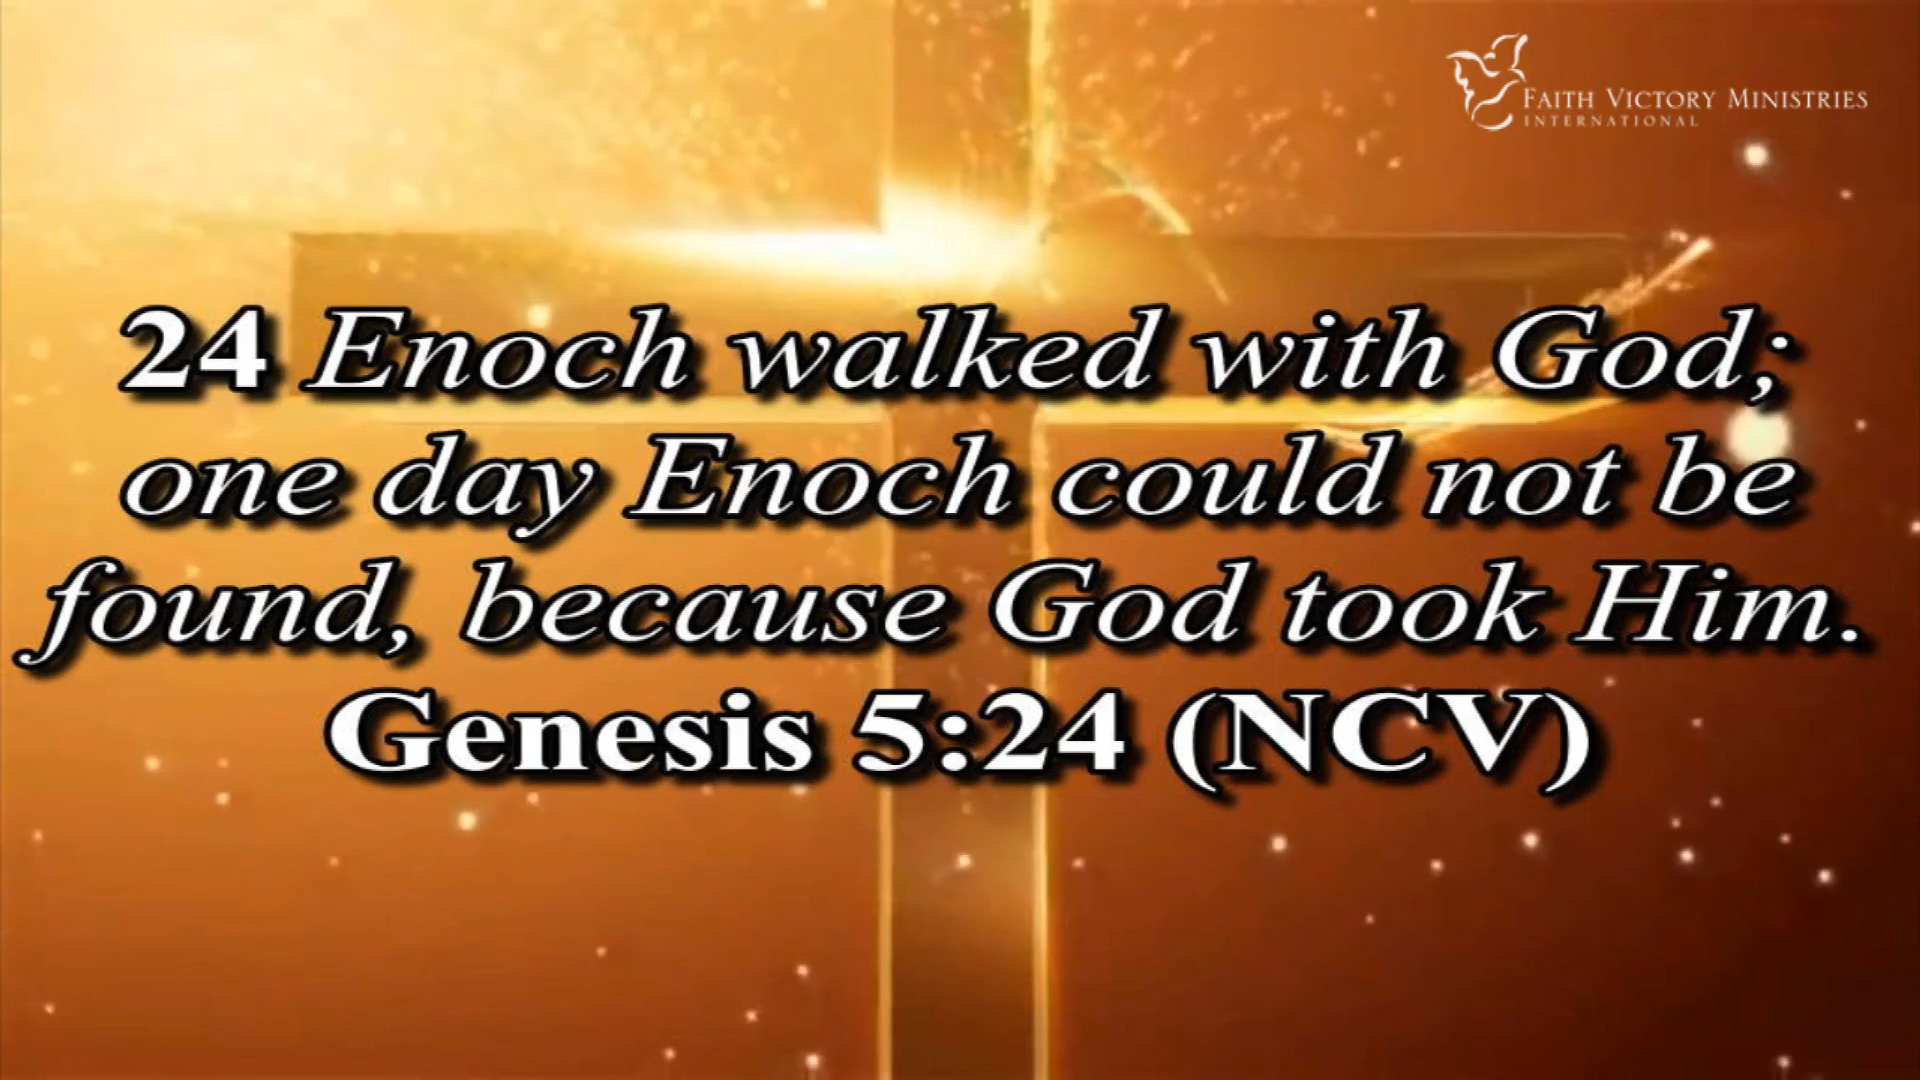 FAITH VICTORY MINISTRIES
INTERNATIONAL
24 Enoch walked with God;
one day Enoch could not be
found, because God took Him.
Genesis 5:24 (NCV)